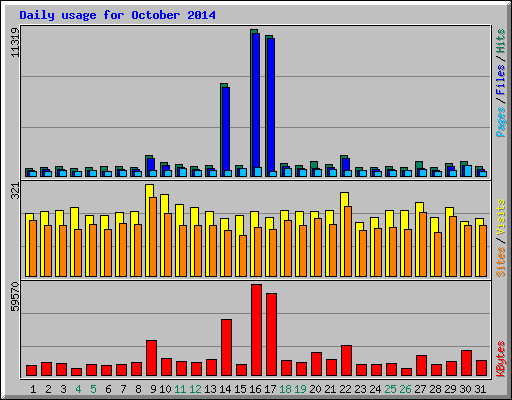 Daily usage for October 2014
11319
Pages / Files / Hits
321
Sites / Visits
59570
KBytes
1 2 3 4 5 6 7 8 9 10 11 12 13 14 15 16 17 18 19 20 21 22 23 24 25 26 27 28 29 30 31